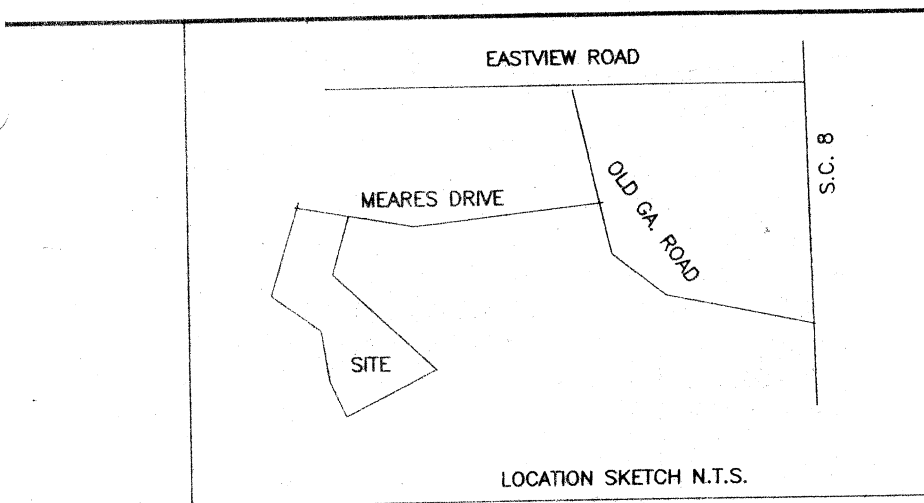 EASTVIEW ROAD
S.C. 8
OLD GA. ROAD
MEARES DRIVE
SITE
LOCATION SKETCH N.T.S.